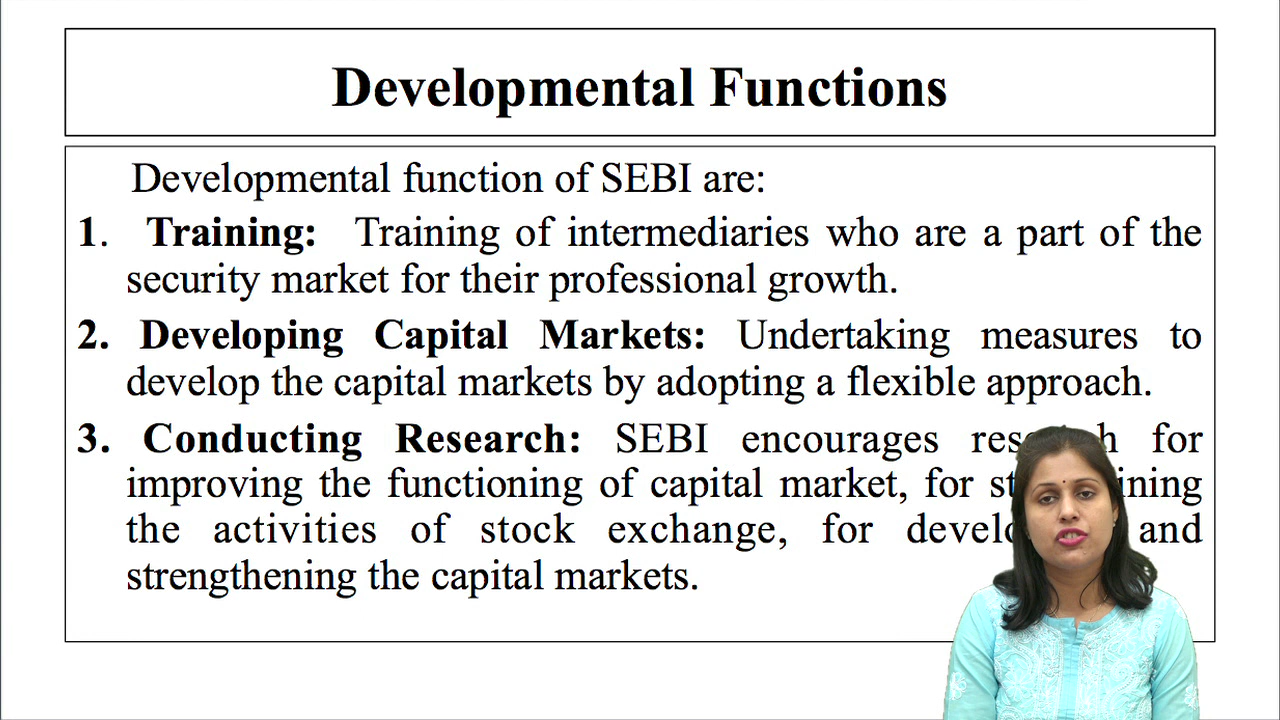 Developmental Functions
Developmental function of SEBI are:
1. Training: Training of intermediaries who are a part of the
security market for their professional growth.
2. Developing Capital Markets: Undertaking measures to
develop the capital markets by adopting a flexible approach.
3. Conducting Research: SEBI encourages research for
improving the functioning of capital market, for
the activities of stock exchange, for and
strengthening the capital markets.